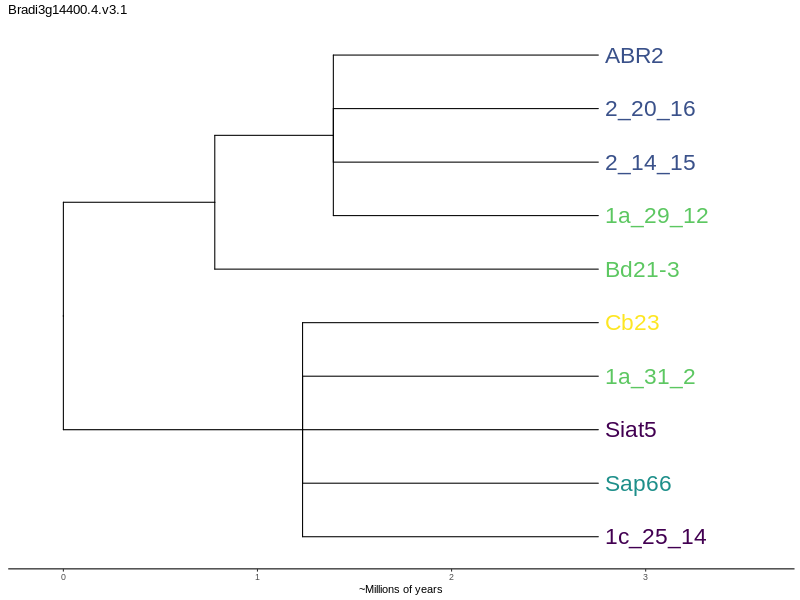 Bradi3g14400.4.v3.1
ABR2
2_20_16
2_14_15
1a_29_12
Bd21-3
Cb23
1a_31_2
Siat5
Sap66
1c_25_14
0 1 2 3
~Millions of years